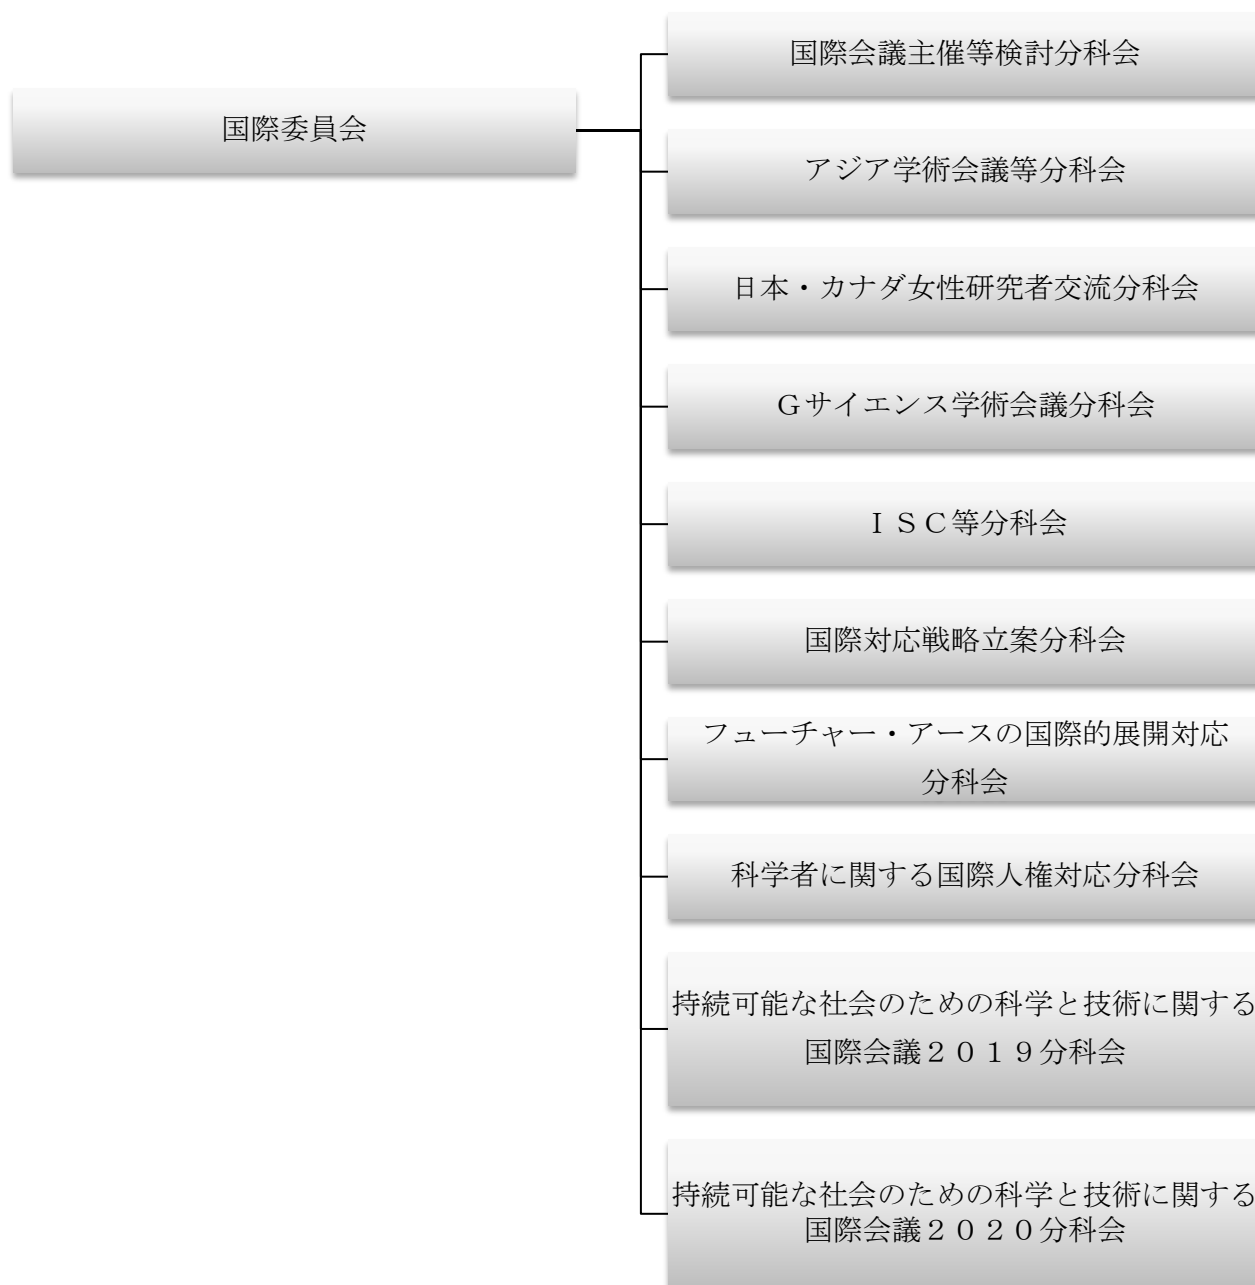 国際委員会
国際会議主催等検討分科会
アジア学術会議等分科会
日本・カナダ女性研究者交流分科会
Ｇサイエンス学術会議分科会
ＩＳＣ等分科会
国際対応戦略立案分科会
フューチャー・アースの国際的展開対応
分科会
科学者に関する国際人権対応分科会
持続可能な社会のための科学と技術に関する
国際会議２０１９分科会
持続可能な社会のための科学と技術に関する
国際会議２０２０分科会